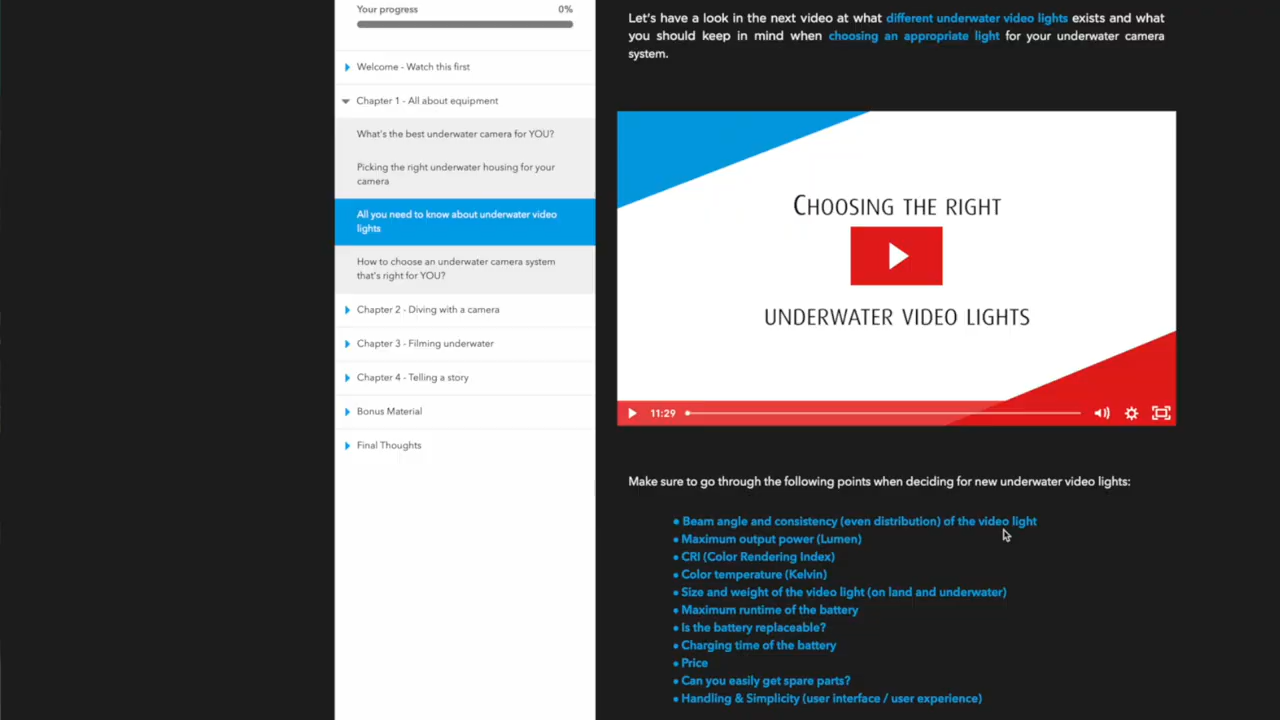 Your progress 0%
Welcome - Watch this first
Chapter 1 - All about equipment
What's the best underwater camera for YOU?
Picking the right underwater housing for your
camera
All you need to know about underwater video
lights
How to choose an underwater camera system
that's right for YOU?
Chapter 2 - Diving with a camera
Chapter 3 - Filming underwater
Chapter 4 - Telling a story
Bonus Material
Final Thoughts
Let's have a look in the next video at what different underwater video lights exists and what
you should keep in mind when choosing an appropriate light for your underwater camera
system.
CHOOSING THE RIGHT
UNDERWATER VIDEO LIGHTS
11:29
Make sure to go through the following points when deciding for new underwater video lights:
• Beam angle and consistency (even distribution) of the video light
• Maximum output power (Lumen)
• CRI (Color Rendering Index)
• Color temperature (Kelvin)
• Size and weight of the video light (on land and underwater)
• Maximum runtime of the battery
• Is the battery replaceable?
• Charging time of the battery
• Price
• Can you easily get spare parts?
• Handling & Simplicity (user interface / user experience)